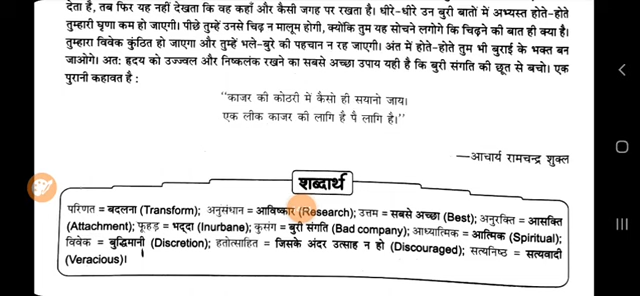 देता है, तब फिर यह नहीं देखता कि वह कहाँ और कैसी जगह पर रखता है। धीरे-धीरे उन बुरी बातों में अभ्यस्त होते-होते
तुम्हारी घृणा कम हो जाएगी। पीछे तुम्हें उनसे चिढ़ न मालूम होगी, क्योंकि तुम यह सोचने लगोगे कि चिढ़ने की बात ही क्या है।
तुम्हारा विवेक कुंठित हो जाएगा और तुम्हें भले-बुरे की पहचान न रह जाएगी। अंत में होते-होते तुम भी बुराई के भक्त बन
जाओगे। अतः हृदय को उज्ज्वल और निष्कलंक रखने का सबसे अच्छा उपाय यही है कि बुरी संगति की छूत से बचो। एक
पुरानी कहावत है :
“काजर की कोठरी में कैसो ही सयानो जाय।
एक लीक काजर की लागि है पै लागि है।”
—आचार्य रामचन्द्र शुक्ल
शब्दार्थ
परिणत = बदलना (Transform); अनुसंधान = आविष्कार (Research); उत्तम = सबसे अच्छा (Best); अनुरक्ति = आसक्ति
(Attachment); फूहड़ = भद्दा (Inurbane); कुसंग = बुरी संगति (Bad company); आध्यात्मिक = आत्मिक (Spiritual);
विवेक = बुद्धिमानी (Discretion); हतोत्साहित = जिसके अंदर उत्साह न हो (Discouraged); सत्यनिष्ठ = सत्यवादी
(Veracious)।